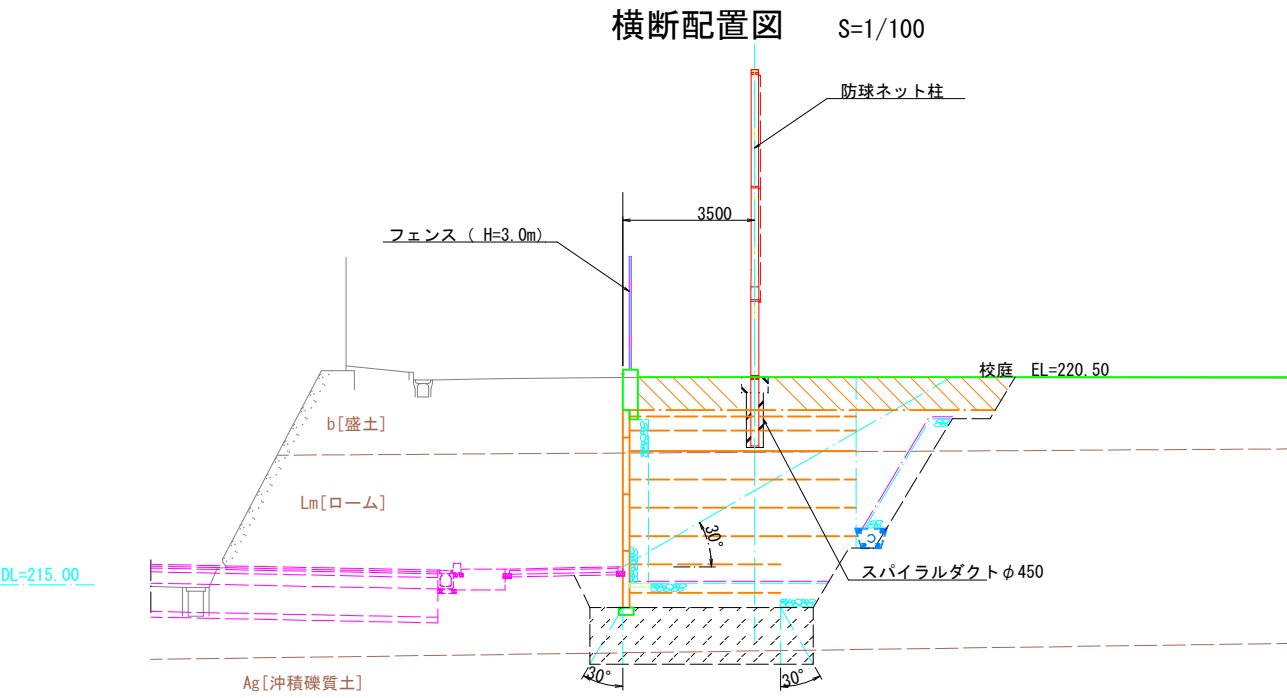 横断配置図 S=1/100
防球ネット柱
3500
フェンス ( H=3.0m)
校庭 EL=220.50
b[盛土]
Lm[ローム]
30°
DL=215.00
スパイラルダクトφ450
30°
30°
Ag[沖積礫質土]